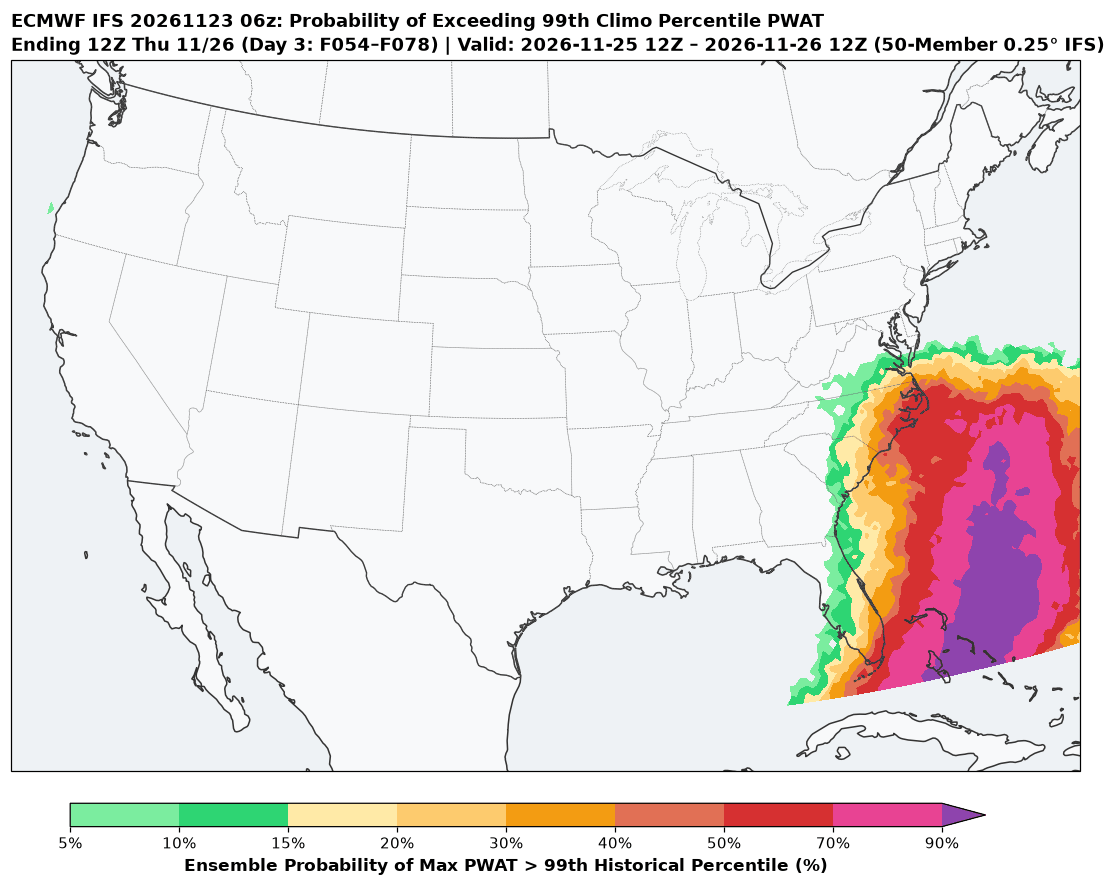 ECMWF IFS 20261123 06z: Probability of Exceeding 99th Climo Percentile PWAT
Ending 12Z Thu 11/26 (Day 3: F054–F078) | Valid: 2026-11-25 12Z – 2026-11-26 12Z (50-Member 0.25° IFS)
5% 10% 15% 20% 30% 40% 50% 70% 90%
Ensemble Probability of Max PWAT > 99th Historical Percentile (%)